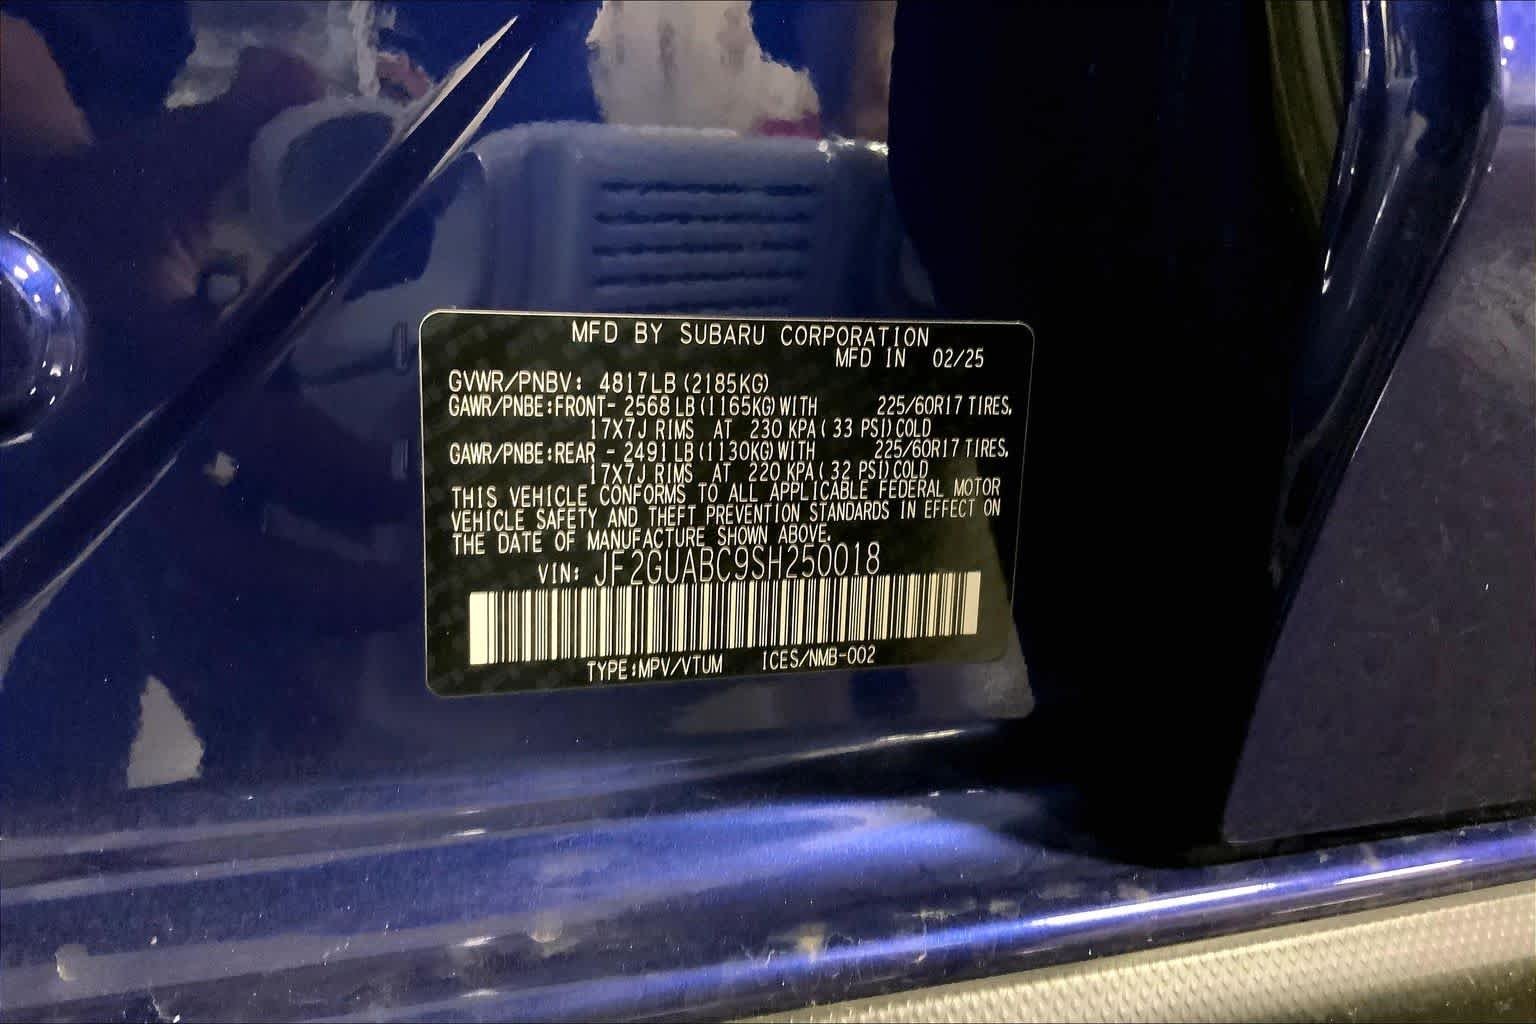 MFD BY SUBARU CORPORATION
MFD IN 02/25
GVWR/PNBV: 4817LB (2185KG)
GAWR/PNBE:FRONT- 2568 LB (1165KG) WITH 225/60R17 TIRES,
17X7J RIMS AT 230 KPA ( 33 PSI) COLD
GAWR/PNBE:REAR - 2491 LB (1130KG) WITH 225/60R17 TIRES,
17X7J RIMS AT 220 KPA ( 32 PSI) COLD
THIS VEHICLE CONFORMS TO ALL APPLICABLE FEDERAL MOTOR
VEHICLE SAFETY AND THEFT PREVENTION STANDARDS IN EFFECT ON
THE DATE OF MANUFACTURE SHOWN ABOVE.
VIN: JF2GUABC9SH250018
TYPE:MPV/VTUM ICES/NMB-002